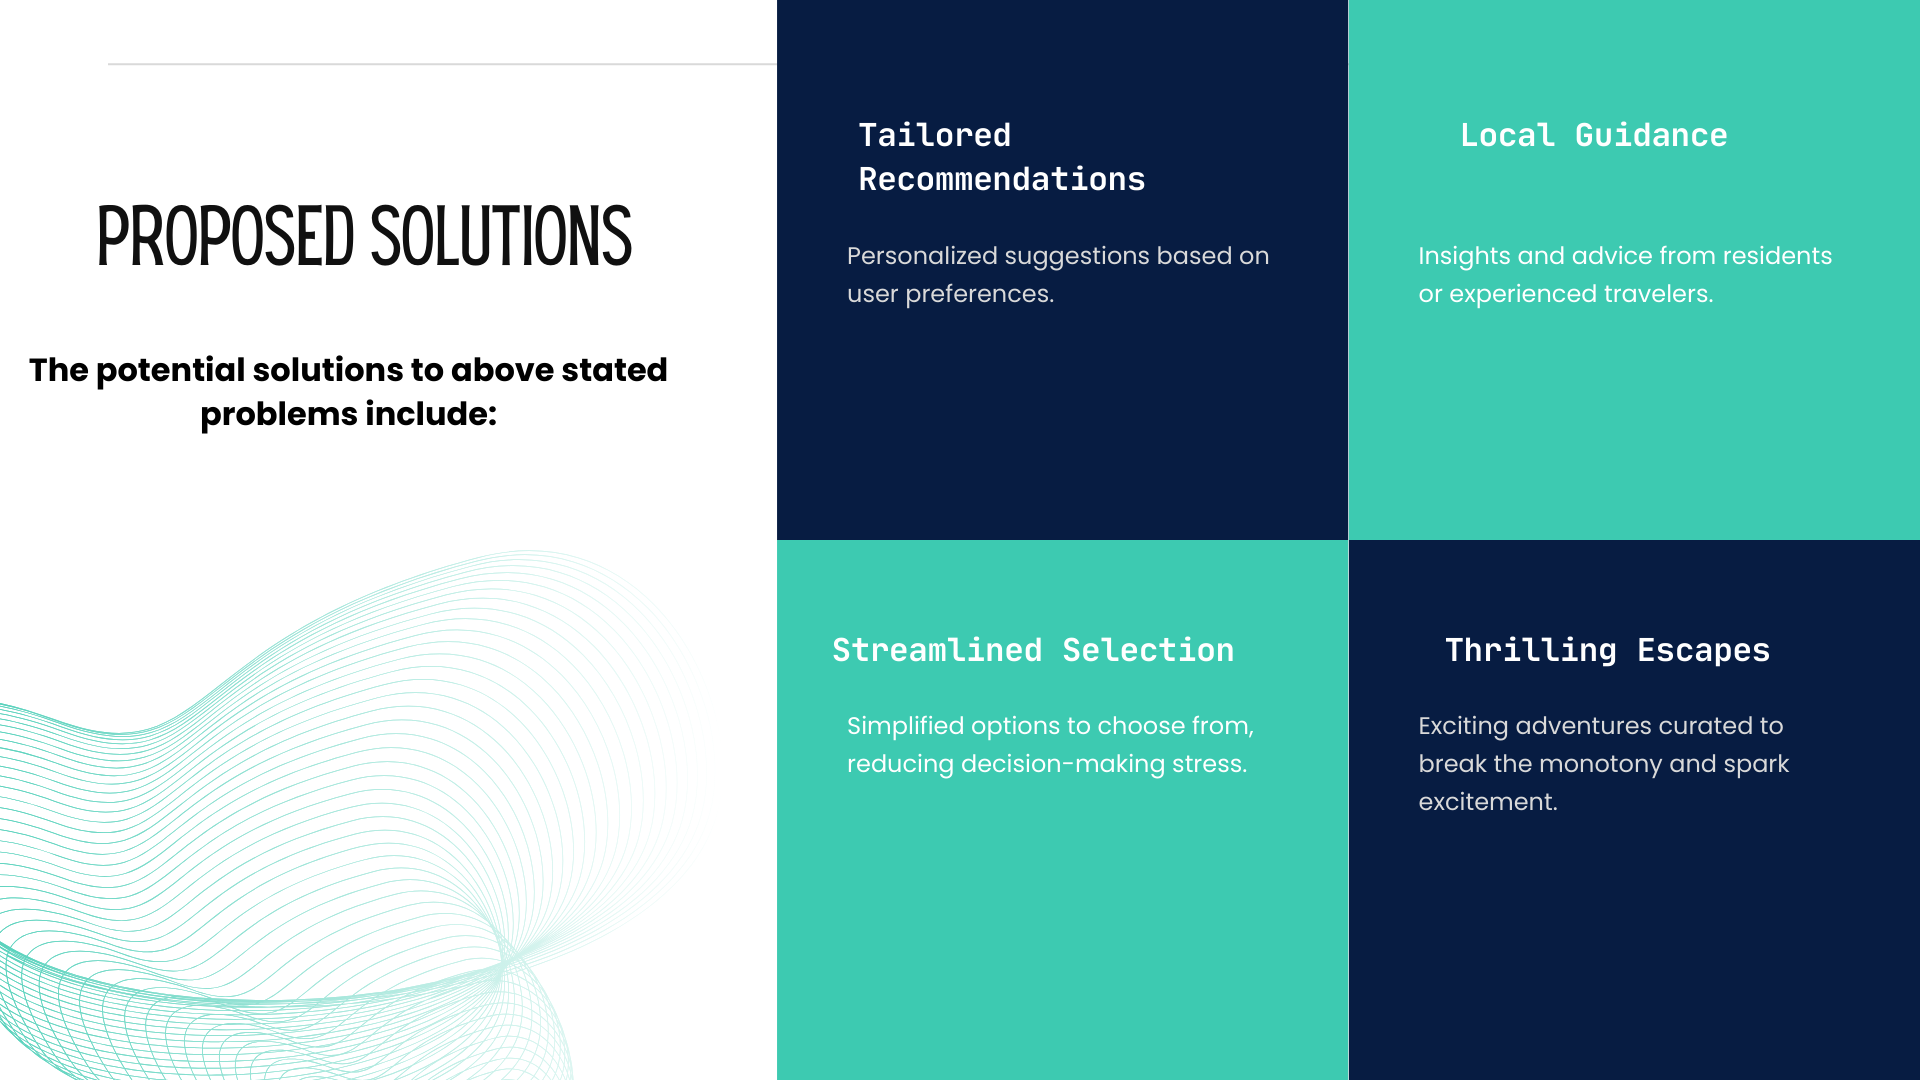 PROPOSED SOLUTIONS
The potential solutions to above stated
problems include:
Tailored
Recommendations
Personalized suggestions based on
user preferences.
Local Guidance
Insights and advice from residents
or experienced travelers.
Streamlined Selection
Simplified options to choose from,
reducing decision-making stress.
Thrilling Escapes
Exciting adventures curated to
break the monotony and spark
excitement.